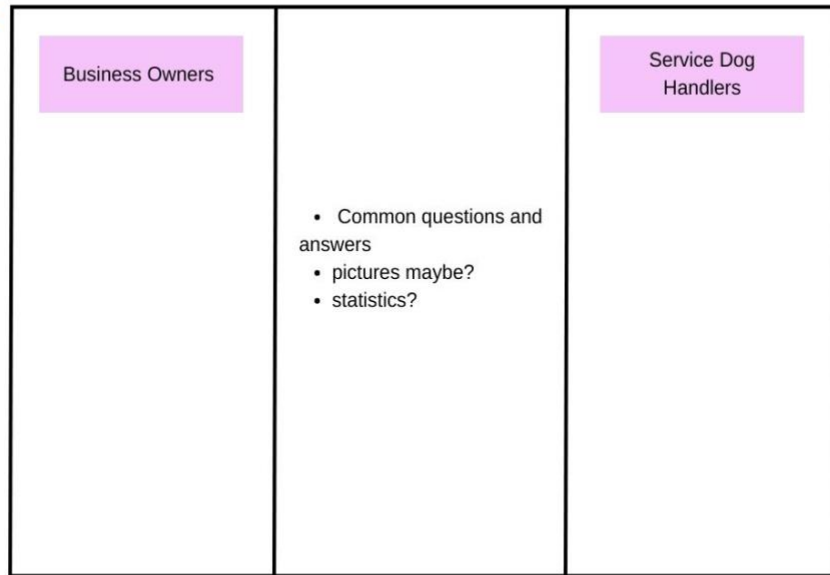 Business Owners
• Common questions and
answers
• pictures maybe?
• statistics?
Service Dog
Handlers